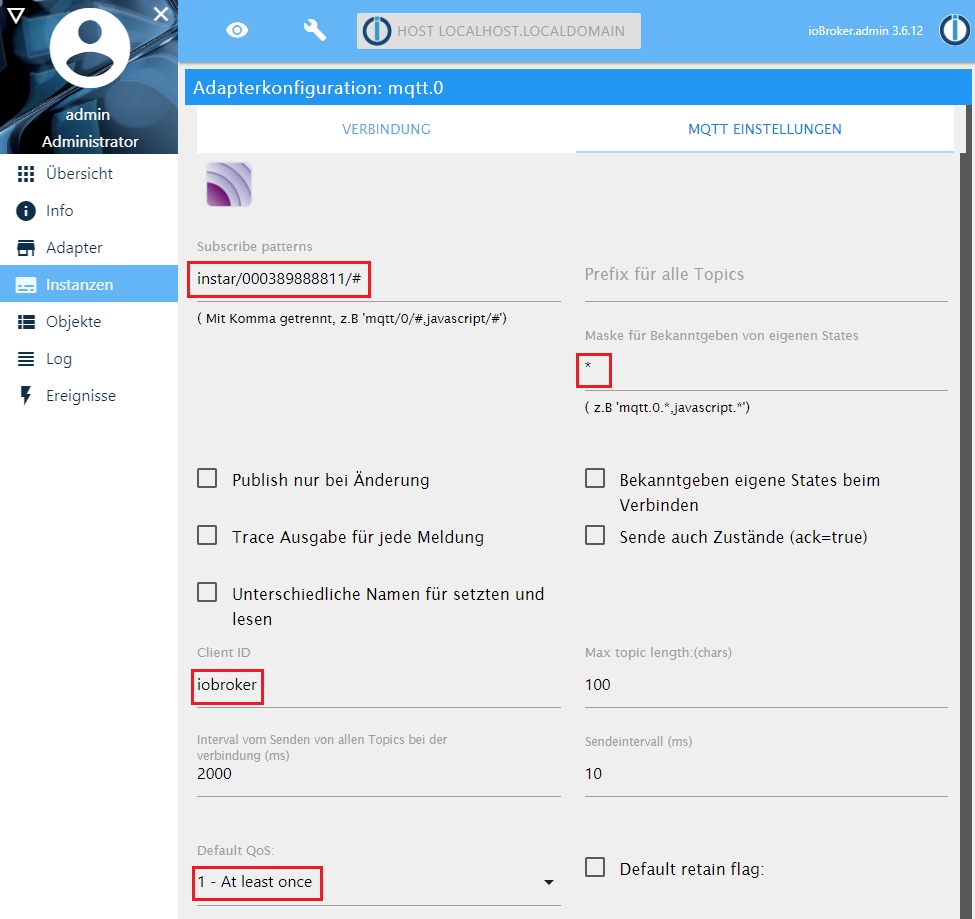 HOST LOCALHOST.LOCALDOMAIN
ioBroker.admin 3.6.12
admin
Administrator
Übersicht
Info
Adapter
Instanzen
Objekte
Log
Ereignisse
Adapterkonfiguration: mqtt.0
VERBINDUNG
MQTT EINSTELLUNGEN
Subscribe patterns
instar/000389888811/#
( Mit Komma getrennt, z.B 'mqtt/0/#,javascript/#')
Prefix für alle Topics
Maske für Bekanntgeben von eigenen States
*
( z.B 'mqtt.0.*,javascript.*')
Publish nur bei Änderung
Bekanntgeben eigene States beim
Verbinden
Trace Ausgabe für jede Meldung
Sende auch Zustände (ack=true)
Unterschiedliche Namen für setzten und
lesen
Client ID
iobroker
Max topic length:(chars)
100
Interval vom Senden von allen Topics bei der
verbindung (ms)
2000
Sendeintervall (ms)
10
Default QoS:
1 - At least once
Default retain flag: